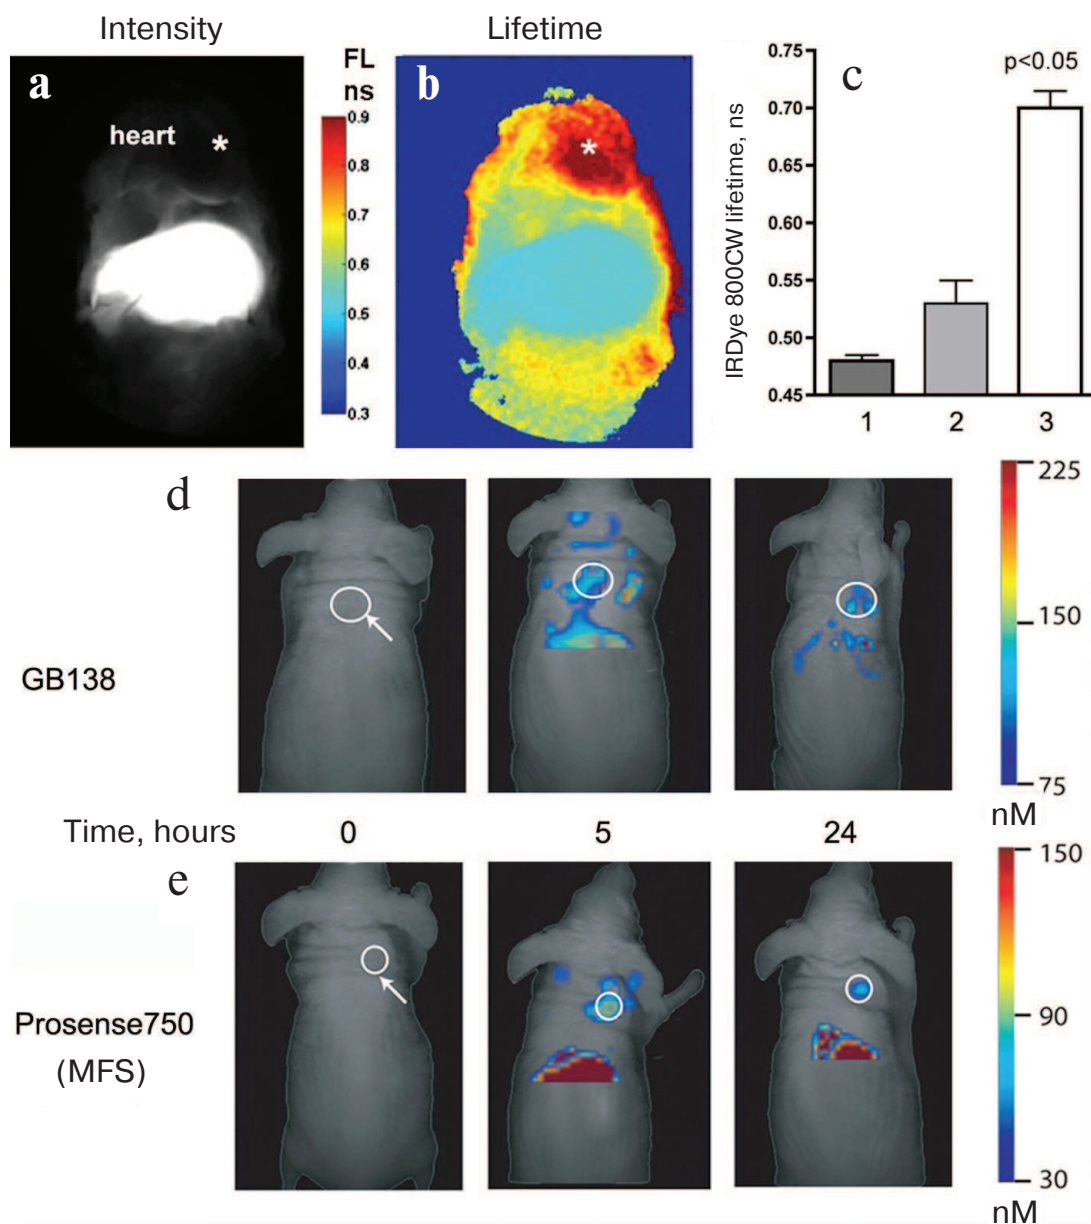 Intensity
Lifetime
a
heart
*
FL
ns
0.9
0.8
0.7
0.6
0.5
0.4
0.3
b
*
c
p<0.05
IRDye 800CW lifetime, ns
0.75
0.70
0.65
0.60
0.55
0.50
0.45
1 2 3
d
GB138
225
150
75
nM
Time, hours 0 5 24
e
Prosense750
(MFS)
150
90
30
nM